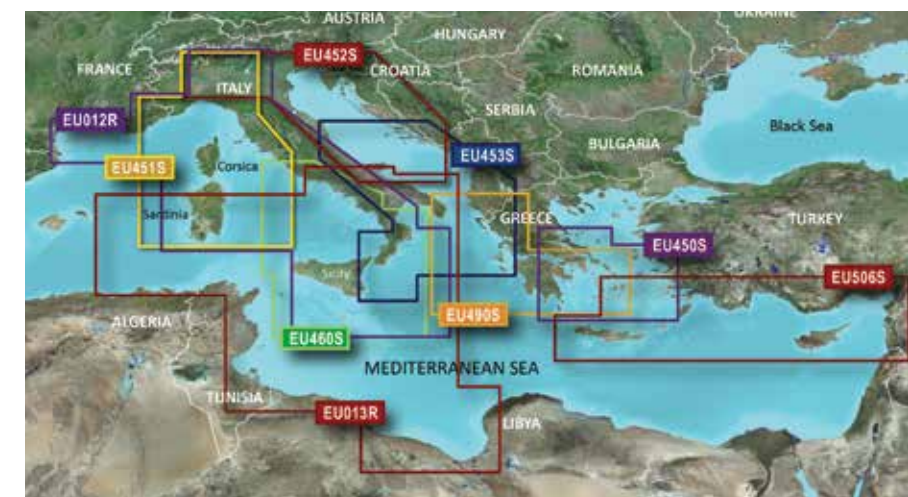 AUSTRIA
UKRAINE
HUNGARY
FRANCE
EU452S
CROATIA
ROMANIA
ITALY
SERBIA
EU012R
Black Sea
BULGARIA
EU453S
EU451S
Corsica
Sardinia
GREECE
TURKEY
EU450S
Sicily
EU506S
ALGERIA
EU490S
EU460S
MEDITERRANEAN SEA
TUNISIA
EU013R
LIBYA